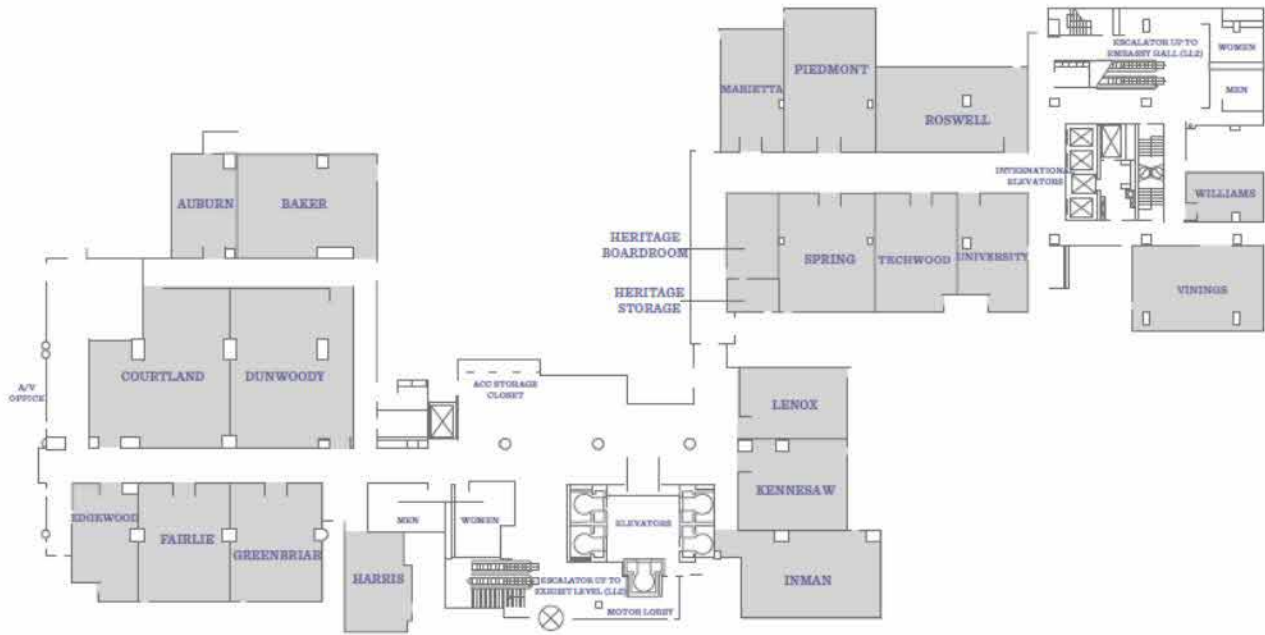 ESCALATOR UP TO
EMBASSY HALL (LL2)
WOMEN
MEN
PIEDMONT
MARIETTA
ROSWELL
INTERNATIONAL
ELEVATORS
WILLIAMS
AUBURN
BAKER
HERITAGE
BOARDROOM
SPRING
TECHWOOD
UNIVERSITY
HERITAGE
STORAGE
VININGS
A/V
OFFICE
COURTLAND
DUNWOODY
ACC STORAGE
CLOSET
LENOX
KENNESAW
EDGEWOOD
FAIRLIE
GREENBRIAR
MEN
WOMEN
ELEVATORS
HARRIS
ESCALATOR UP TO
EXHIBIT LEVEL (LL2)
MOTOR LOBBY
INMAN